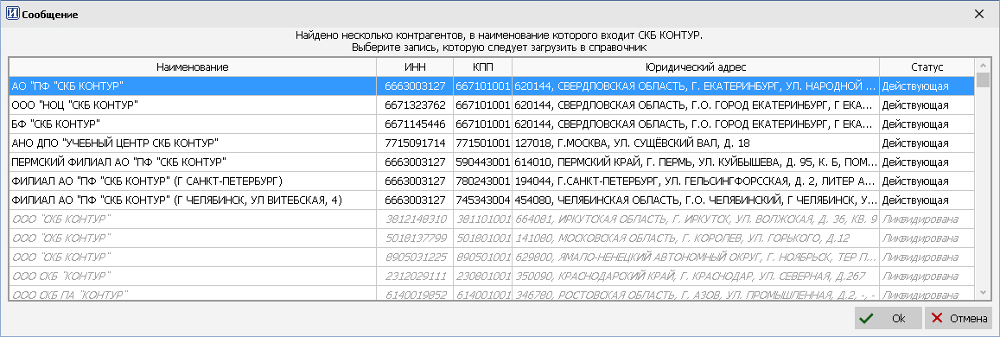 Сообщение
Найдено несколько контрагентов, в наименование которого входит СКБ КОНТУР.
Выберите запись, которую следует загрузить в справочник
Наименование ИНН КПП Юридический адрес Статус
АО "ПФ "СКБ КОНТУР" 6663003127 667101001 620144, СВЕРДЛОВСКАЯ ОБЛАСТЬ, Г. ЕКАТЕРИНБУРГ, УЛ. НАРОДНОЙ ... Действующая
ООО "НОЦ "СКБ КОНТУР" 6671323762 667101001 620144, СВЕРДЛОВСКАЯ ОБЛАСТЬ, Г.О. ГОРОД ЕКАТЕРИНБУРГ, Г ЕКА... Действующая
БФ "СКБ КОНТУР" 6671145446 667101001 620144, СВЕРДЛОВСКАЯ ОБЛАСТЬ, Г.О. ГОРОД ЕКАТЕРИНБУРГ, Г ЕКА... Действующая
АНО ДПО "УЧЕБНЫЙ ЦЕНТР СКБ КОНТУР" 7715091714 771501001 127018, Г.МОСКВА, УЛ. СУЩЁВСКИЙ ВАЛ, Д. 18 Действующая
ПЕРМСКИЙ ФИЛИАЛ АО "ПФ "СКБ КОНТУР" 6663003127 590443001 614010, ПЕРМСКИЙ КРАЙ, Г. ПЕРМЬ, УЛ. КУЙБЫШЕВА, Д. 95, К. Б, ПОМ... Действующая
ФИЛИАЛ АО "ПФ "СКБ КОНТУР" (Г САНКТ-ПЕТЕРБУРГ) 6663003127 780243001 194044, Г.САНКТ-ПЕТЕРБУРГ, УЛ. ГЕЛЬСИНГФОРССКАЯ, Д. 2, ЛИТЕР А... Действующая
ФИЛИАЛ АО "ПФ "СКБ КОНТУР" (Г ЧЕЛЯБИНСК, УЛ ВИТЕБСКАЯ, 4) 6663003127 745343004 454080, ЧЕЛЯБИНСКАЯ ОБЛАСТЬ, Г.О. ЧЕЛЯБИНСКИЙ, Г ЧЕЛЯБИНСК, У... Действующая
ООО "СКБ КОНТУР" 3812148310 381101001 664081, ИРКУТСКАЯ ОБЛАСТЬ, Г. ИРКУТСК, УЛ. ВОЛЖСКАЯ, Д. 36, КВ. 9 Ликвидирована
ООО "СКБ КОНТУР" 5018137799 501801001 141080, МОСКОВСКАЯ ОБЛАСТЬ, Г. КОРОЛЕВ, УЛ. ГОРЬКОГО, Д.12 Ликвидирована
ООО "СКБ КОНТУР" 8905031225 890501001 629800, ЯМАЛО-НЕНЕЦКИЙ АВТОНОМНЫЙ ОКРУГ, Г. НОЯБРЬСК, ТЕР П... Ликвидирована
ООО СКБ "КОНТУР" 2312029111 230801001 350090, КРАСНОДАРСКИЙ КРАЙ, Г. КРАСНОДАР, УЛ. СЕВЕРНАЯ, Д.267 Ликвидирована
ООО СКБ ПА "КОНТУР" 6140019852 614001001 346780, РОСТОВСКАЯ ОБЛАСТЬ, Г. АЗОВ, УЛ. ПРОМЫШЛЕННАЯ, Д.2, -, - Ликвидирована
Ok Отмена